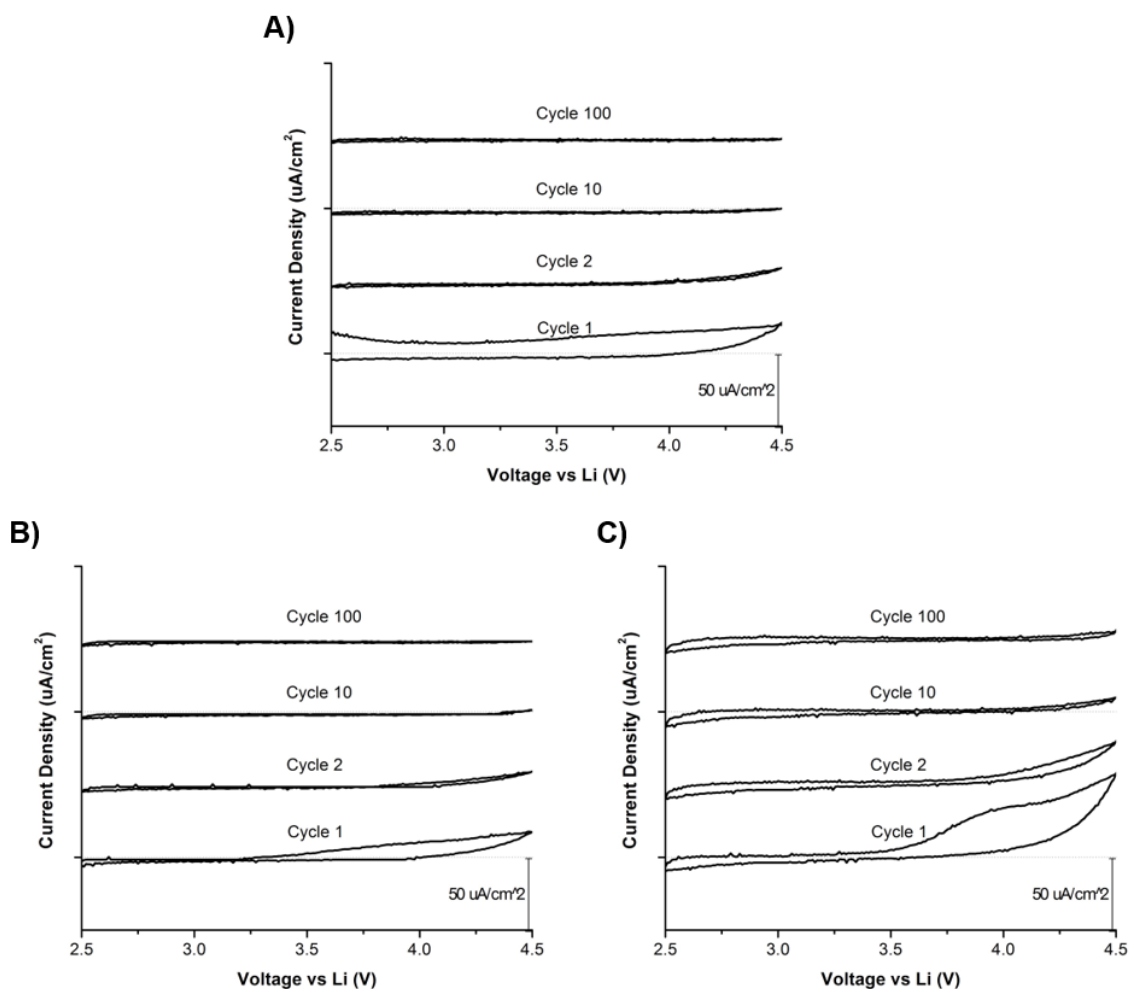 A)
Current Density (uA/cm²)
Cycle 100
Cycle 10
Cycle 2
Cycle 1
50 uA/cm^2
2.5 3.0 3.5 4.0 4.5
Voltage vs Li (V)
B)
Current Density (uA/cm²)
Cycle 100
Cycle 10
Cycle 2
Cycle 1
50 uA/cm^2
2.5 3.0 3.5 4.0 4.5
Voltage vs Li (V)
C)
Current Density (uA/cm²)
Cycle 100
Cycle 10
Cycle 2
Cycle 1
50 uA/cm^2
2.5 3.0 3.5 4.0 4.5
Voltage vs Li (V)